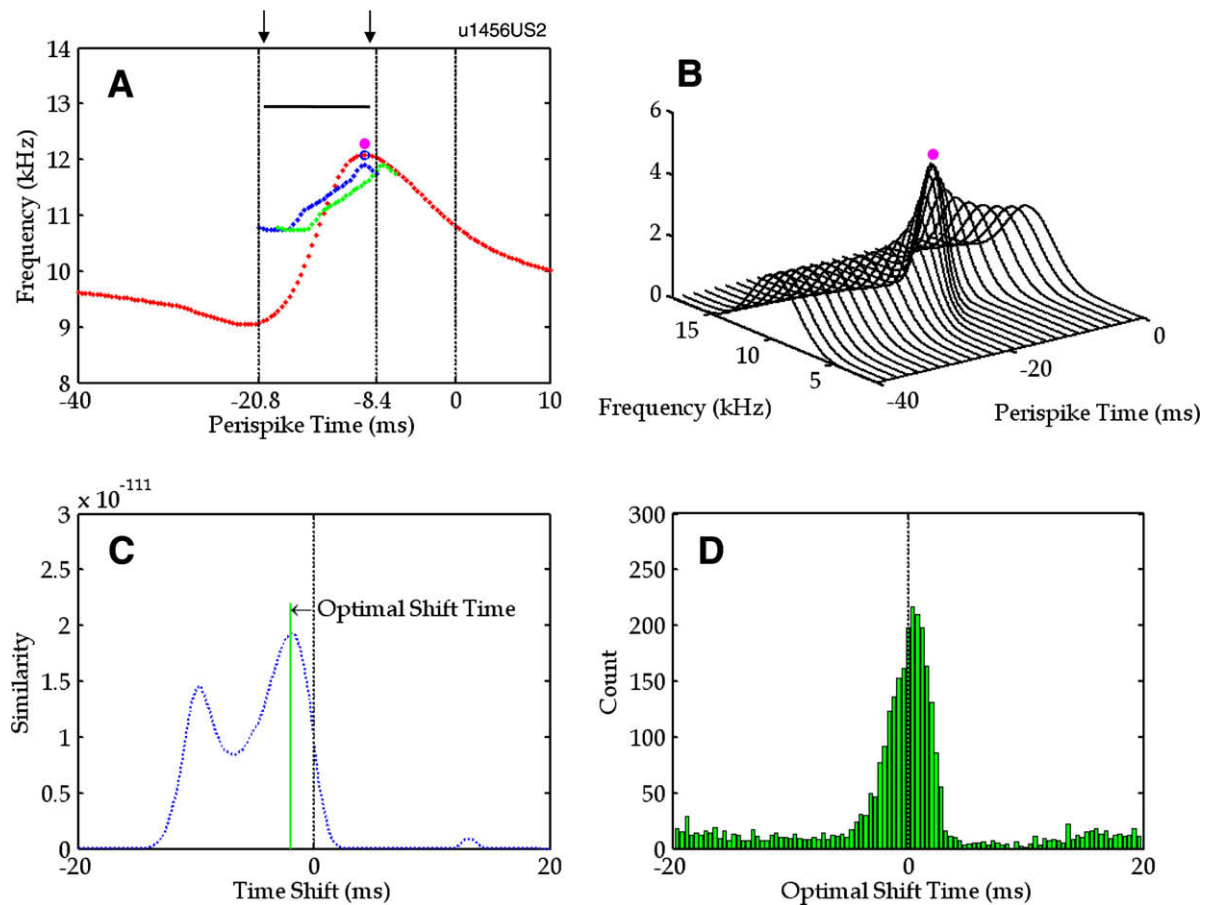 u1456US2
A
14
13
12
11
10
9
8
Frequency (kHz)
-40
-20.8
-8.4
0
10
Perispike Time (ms)
B
6
4
2
0
15
10
5
Frequency (kHz)
-40
-20
0
Perispike Time (ms)
x 10-111
C
3
2.5
2
1.5
1
0.5
0
Similarity
←Optimal Shift Time
-20
0
20
Time Shift (ms)
D
300
250
200
150
100
50
0
Count
-20
0
20
Optimal Shift Time (ms)